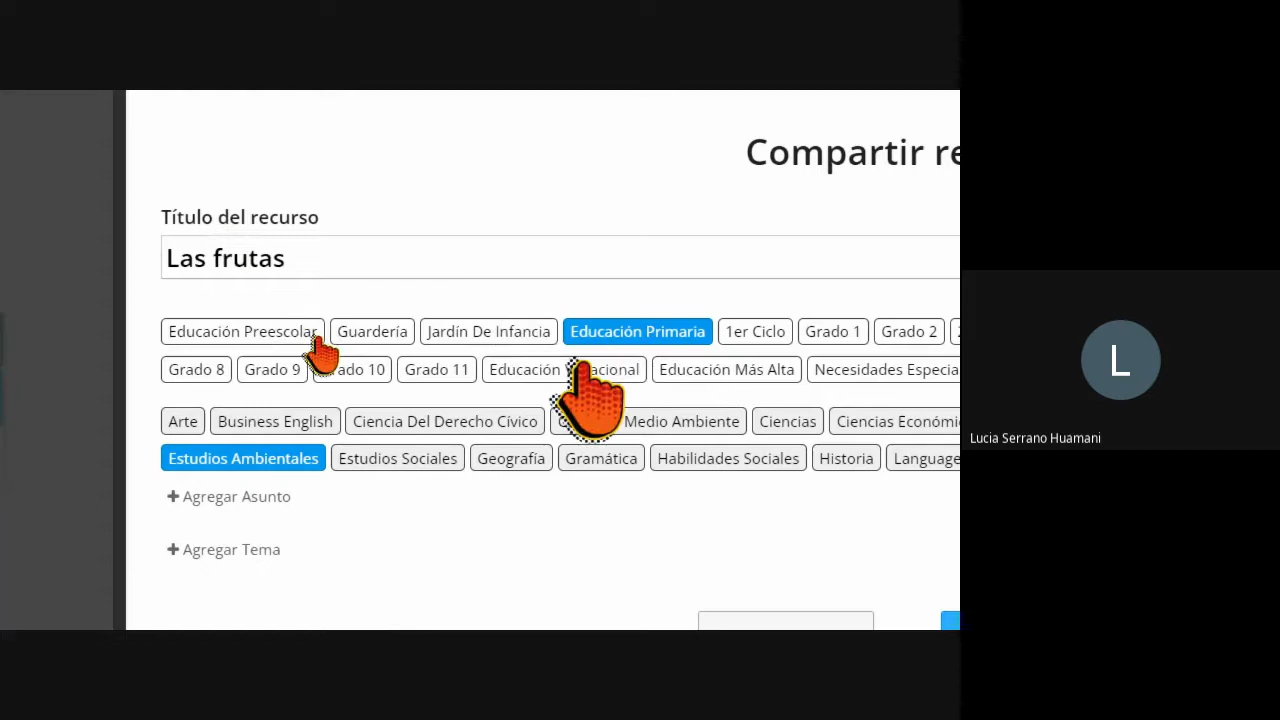 Compartir re
Título del recurso
Las frutas
Educación Preescolar Guardería Jardín De Infancia Educación Primaria 1er Ciclo Grado 1 Grado 2
Grado 8 Grado 9 ado 10 Grado 11 Educación acional Educación Más Alta Necesidades Especia
Arte Business English Ciencia Del Derecho Cívico Medio Ambiente Ciencias Ciencias Económi
Estudios Ambientales Estudios Sociales Geografía Gramática Habilidades Sociales Historia Language
+ Agregar Asunto
+ Agregar Tema
L
Lucia Serrano Huamani